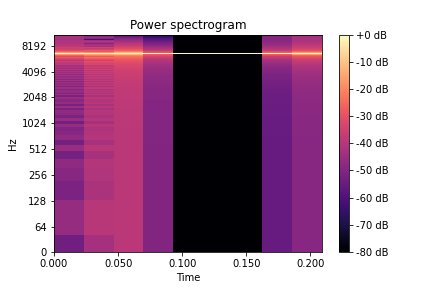 Power spectrogram
Hz
8192
4096
2048
1024
512
256
128
64
0
0.000 0.050 0.100 0.150 0.200
Time
+0 dB
-10 dB
-20 dB
-30 dB
-40 dB
-50 dB
-60 dB
-70 dB
-80 dB